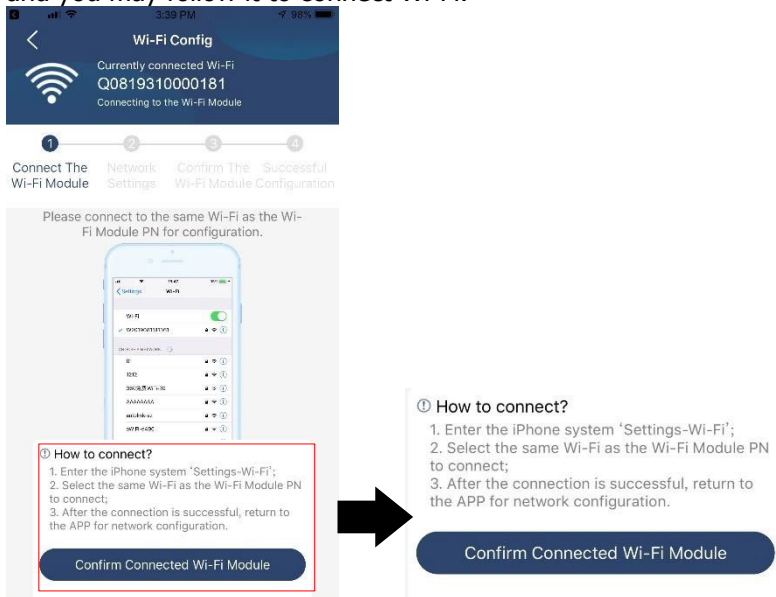 and you may follow it to connect Wi-Fi.
3:39 PM 98%
Wi-Fi Config
Currently connected Wi-Fi
Q0819310000181
Connecting to the Wi-Fi Module
1 2 3 4
Connect The Wi-Fi Module
Network Settings
Confirm The Wi-Fi Module
Successful Configuration
Please connect to the same Wi-Fi as the Wi-
Fi Module PN for configuration.
Settings Wi-Fi
Wi-Fi
How to connect?
1. Enter the iPhone system ‘Settings-Wi-Fi’;
2. Select the same Wi-Fi as the Wi-Fi Module PN
to connect;
3. After the connection is successful, return to
the APP for network configuration.
Confirm Connected Wi-Fi Module
How to connect?
1. Enter the iPhone system ‘Settings-Wi-Fi’;
2. Select the same Wi-Fi as the Wi-Fi Module PN
to connect;
3. After the connection is successful, return to
the APP for network configuration.
Confirm Connected Wi-Fi Module